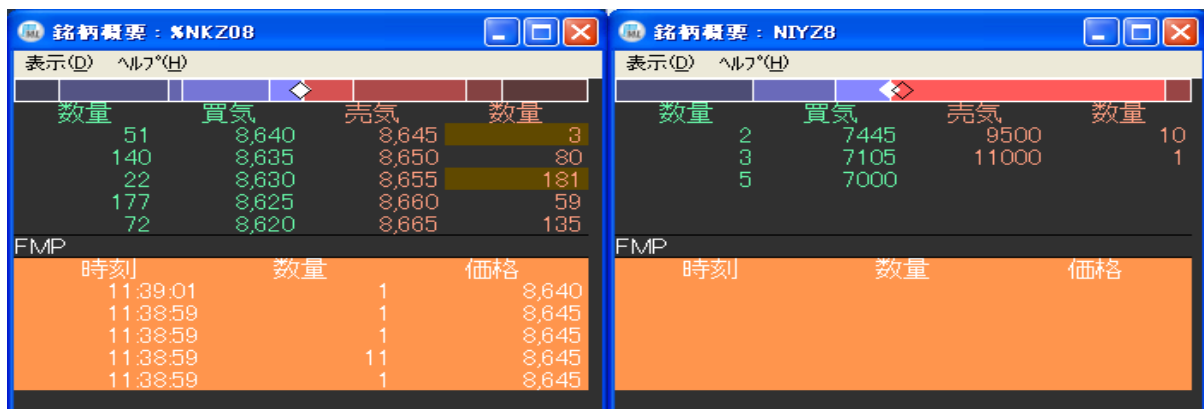 銘柄概要 : %NKZ08
表示(D) ヘルプ(H)
数量 買気 売気 数量
51 8,640 8,645 3
140 8,635 8,650 80
22 8,630 8,655 181
177 8,625 8,660 59
72 8,620 8,665 135
FMP
時刻 数量 価格
11:39:01 1 8,640
11:38:59 1 8,645
11:38:59 1 8,645
11:38:59 11 8,645
11:38:59 1 8,645
銘柄概要 : NIYZ8
表示(D) ヘルプ(H)
数量 買気 売気 数量
2 7445 9500 10
3 7105 11000 1
5 7000
FMP
時刻 数量 価格